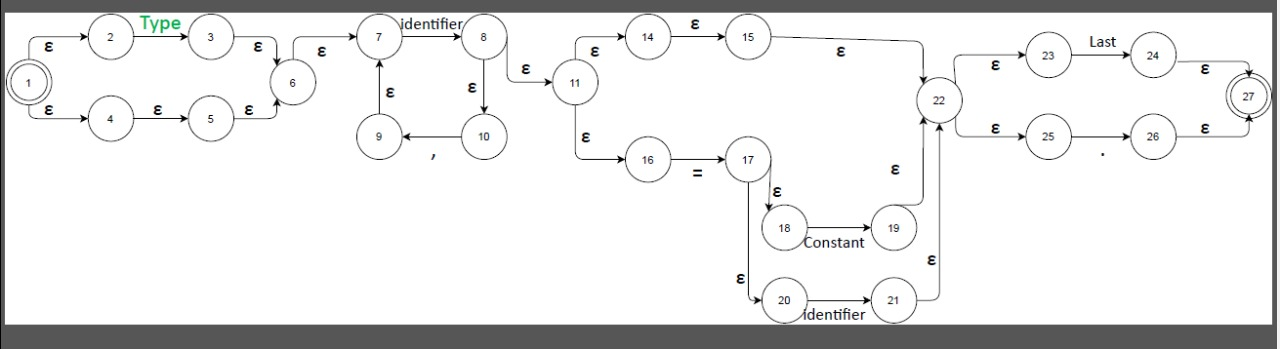 Type
identifier
ε
2
3
ε
ε
7
8
14
ε
15
ε
Last
1
6
ε
11
ε
23
24
ε
ε
22
27
ε
4
ε
5
ε
ε
ε
9
,
10
ε
16
=
17
ε
25
.
26
ε
ε
ε
18
Constant
19
ε
ε
20
identifier
21